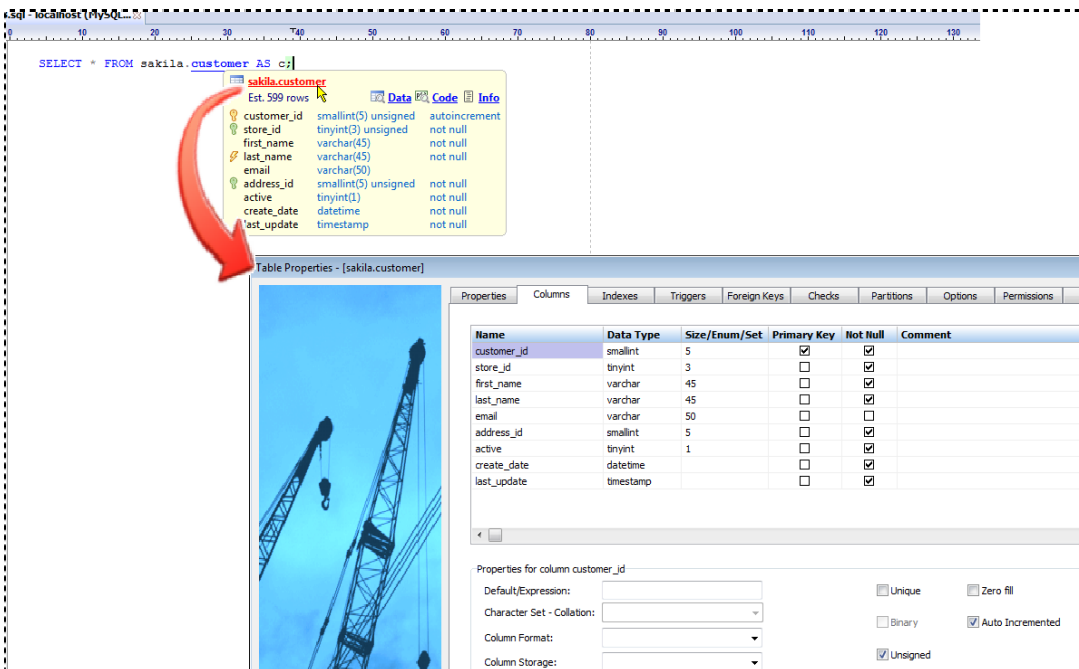 s.sql - localhost (MySQL...
0 10 20 30 40 50 60 70 80 90 100 110 120 130
SELECT * FROM sakila.customer AS c;
sakila.customer
Est. 599 rows Data Code Info
customer_id smallint(5) unsigned autoincrement
store_id tinyint(3) unsigned not null
first_name varchar(45) not null
last_name varchar(45) not null
email varchar(50)
address_id smallint(5) unsigned not null
active tinyint(1) not null
create_date datetime not null
last_update timestamp not null
Table Properties - [sakila.customer]
Properties Columns Indexes Triggers Foreign Keys Checks Partitions Options Permissions
Name Data Type Size/Enum/Set Primary Key Not Null Comment
customer_id smallint 5
store_id tinyint 3
first_name varchar 45
last_name varchar 45
email varchar 50
address_id smallint 5
active tinyint 1
create_date datetime
last_update timestamp
Properties for column customer_id
Default/Expression: Unique Zero fill
Character Set - Collation: Binary Auto Incremented
Column Format:
Column Storage: Unsigned